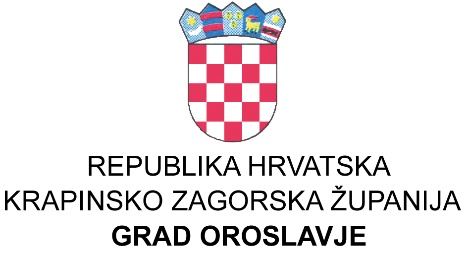 REPUBLIKA HRVATSKA
KRAPINSKO ZAGORSKA ŽUPANIJA
GRAD OROSLAVJE